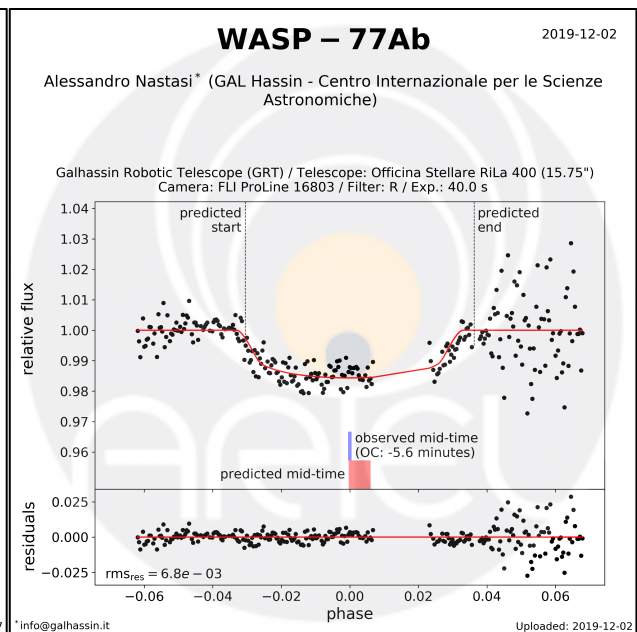 WASP – 77Ab
2019-12-02
Alessandro Nastasi* (GAL Hassin - Centro Internazionale per le Scienze
Astronomiche)
Galhassin Robotic Telescope (GRT) / Telescope: Officina Stellare RiLa 400 (15.75")
Camera: FLI ProLine 16803 / Filter: R / Exp.: 40.0 s
predicted
start
predicted
end
relative flux
1.04
1.03
1.02
1.01
1.00
0.99
0.98
0.97
0.96
observed mid-time
(OC: -5.6 minutes)
predicted mid-time
residuals
0.025
0.000
−0.025
rmsres = 6.8e − 03
−0.06 −0.04 −0.02 0.00 0.02 0.04 0.06
phase
*info@galhassin.it
Uploaded: 2019-12-02